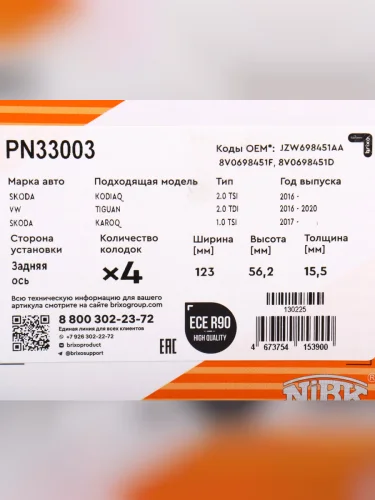 PN33003
Коды OEM*: JZW698451AA
8V0698451F, 8V0698451D
Марка авто Подходящая модель Тип Год выпуска
SKODA KODIAQ 2.0 TSI 2016 -
VW TIGUAN 2.0 TDI 2016 - 2020
SKODA KAROQ 1.0 TSI 2017 -
Сторона установки Количество колодок Ширина [мм] Высота [мм] Толщина [мм]
Задняя ось ×4 123 56,2 15,5
Всю техническую информацию для вашего
автомобиля смотрите на www.brixogroup.com
8 800 302-23-72
Единая линия для всех клиентов
+7 926 302-22-72
brixoproduct
@brixosupport
EAC
ECE R90
HIGH QUALITY
130225
4 673754 153900
NiBK
brixo